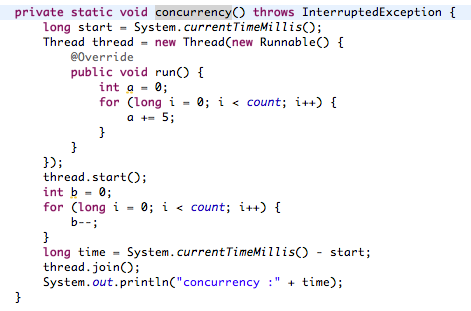 private static void concurrency() throws InterruptedException {
    long start = System.currentTimeMillis();
    Thread thread = new Thread(new Runnable() {
        @Override
        public void run() {
            int a = 0;
            for (long i = 0; i < count; i++) {
                a += 5;
            }
        }
    });
    thread.start();
    int b = 0;
    for (long i = 0; i < count; i++) {
        b--;
    }
    long time = System.currentTimeMillis() - start;
    thread.join();
    System.out.println("concurrency :" + time);
}